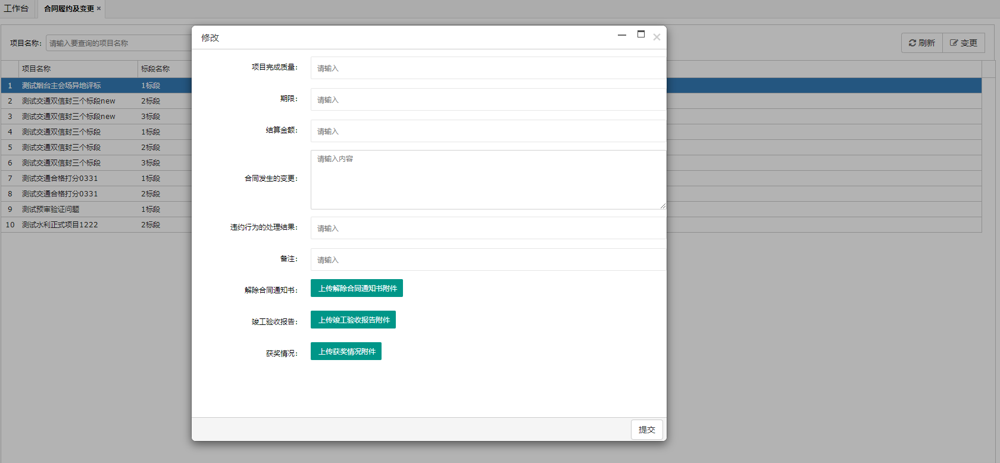 工作台 合同履约及变更
项目名称: 请输入要查询的项目名称 刷新 变更
项目名称 标段名称
1 测试烟台主会场异地评标 1标段
2 测试交通双信封三个标段new 2标段
3 测试交通双信封三个标段new 3标段
4 测试交通双信封三个标段 1标段
5 测试交通双信封三个标段 2标段
6 测试交通双信封三个标段 3标段
7 测试交通合格打分0331 1标段
8 测试交通合格打分0331 2标段
9 测试预审验证问题 1标段
10 测试水利正式项目1222 2标段
修改
项目完成质量: 请输入
期限: 请输入
结算金额: 请输入
合同发生的变更: 请输入内容
违约行为的处理结果: 请输入
备注: 请输入
解除合同通知书: 上传解除合同通知书附件
竣工验收报告: 上传竣工验收报告附件
获奖情况: 上传获奖情况附件
提交